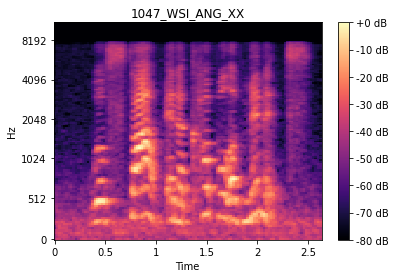 1047_WSI_ANG_XX
Hz
8192
4096
2048
1024
512
0
0
0.5
1
1.5
2
2.5
Time
+0 dB
-10 dB
-20 dB
-30 dB
-40 dB
-50 dB
-60 dB
-70 dB
-80 dB